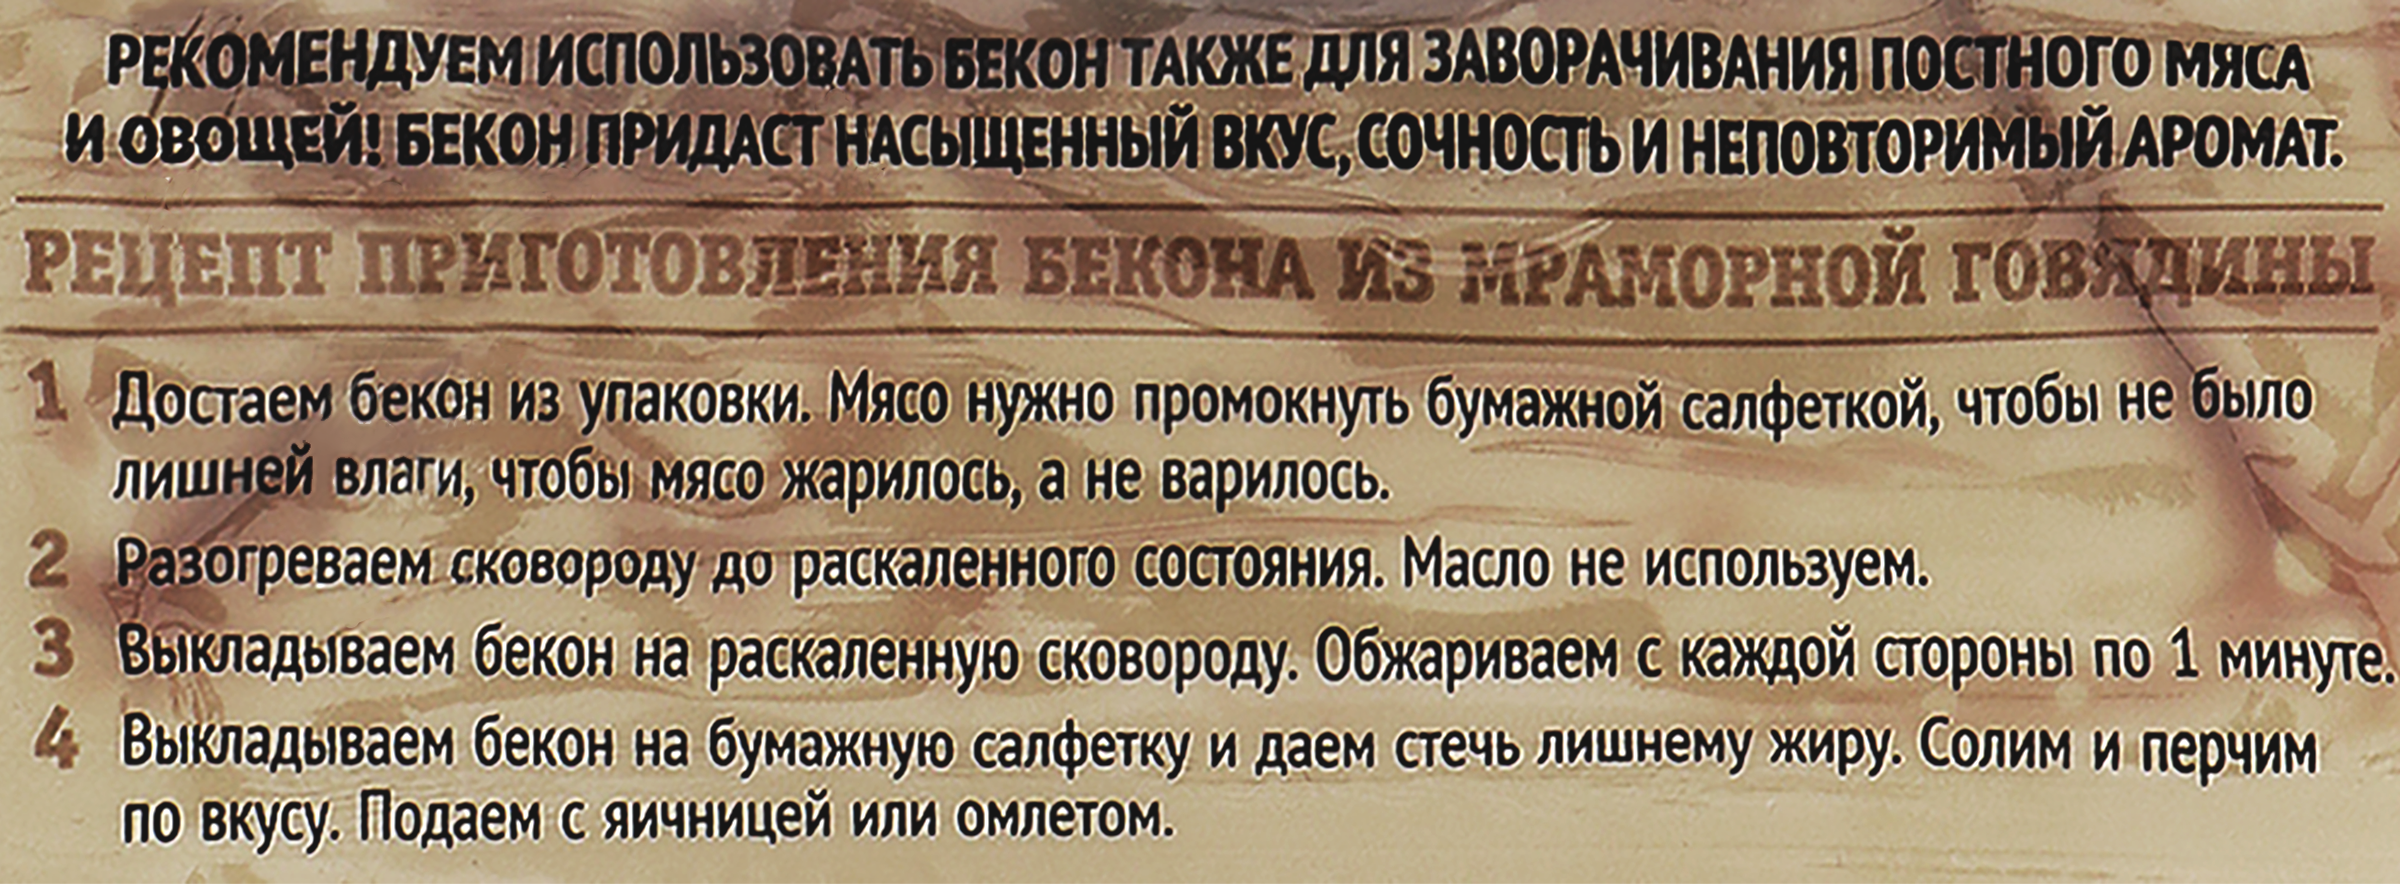 РЕКОМЕНДУЕМ ИСПОЛЬЗОВАТЬ БЕКОН ТАКЖЕ ДЛЯ ЗАВОРАЧИВАНИЯ ПОСТНОГО МЯСА
И ОВОЩЕЙ! БЕКОН ПРИДАСТ НАСЫЩЕННЫЙ ВКУС, СОЧНОСТЬ И НЕПОВТОРИМЫЙ АРОМАТ.
РЕЦЕПТ ПРИГОТОВЛЕНИЯ БЕКОНА ИЗ МРАМОРНОЙ ГОВЯДИНЫ
1 Достаем бекон из упаковки. Мясо нужно промокнуть бумажной салфеткой, чтобы не было
лишней влаги, чтобы мясо жарилось, а не варилось.
2 Разогреваем сковороду до раскаленного состояния. Масло не используем.
3 Выкладываем бекон на раскаленную сковороду. Обжариваем с каждой стороны по 1 минуте.
4 Выкладываем бекон на бумажную салфетку и даем стечь лишнему жиру. Солим и перчим
по вкусу. Подаем с яичницей или омлетом.